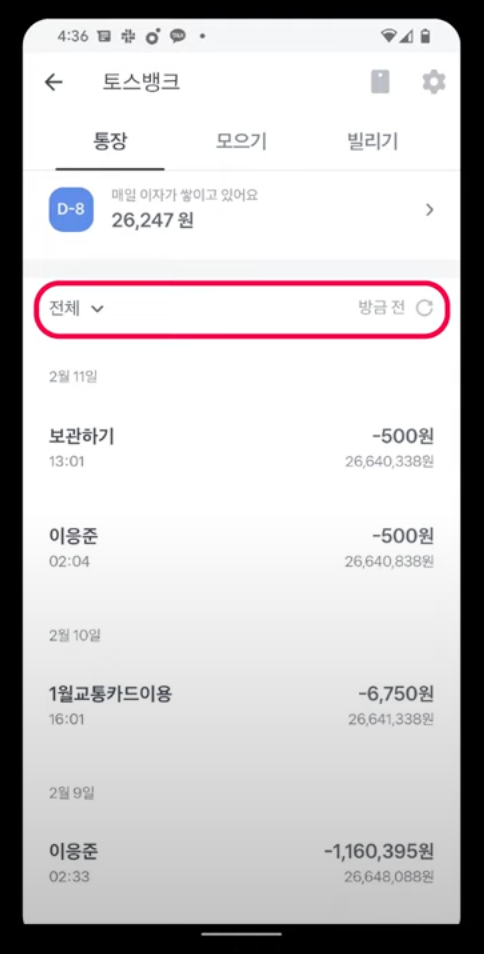 4:36
토스뱅크
통장 모으기 빌리기
D-8
매일 이자가 쌓이고 있어요
26,247 원
전체 방금 전
2월 11일
보관하기 -500원
13:01 26,640,338원
이응준 -500원
02:04 26,640,838원
2월 10일
1월교통카드이용 -6,750원
16:01 26,641,338원
2월 9일
이응준 -1,160,395원
02:33 26,648,088원